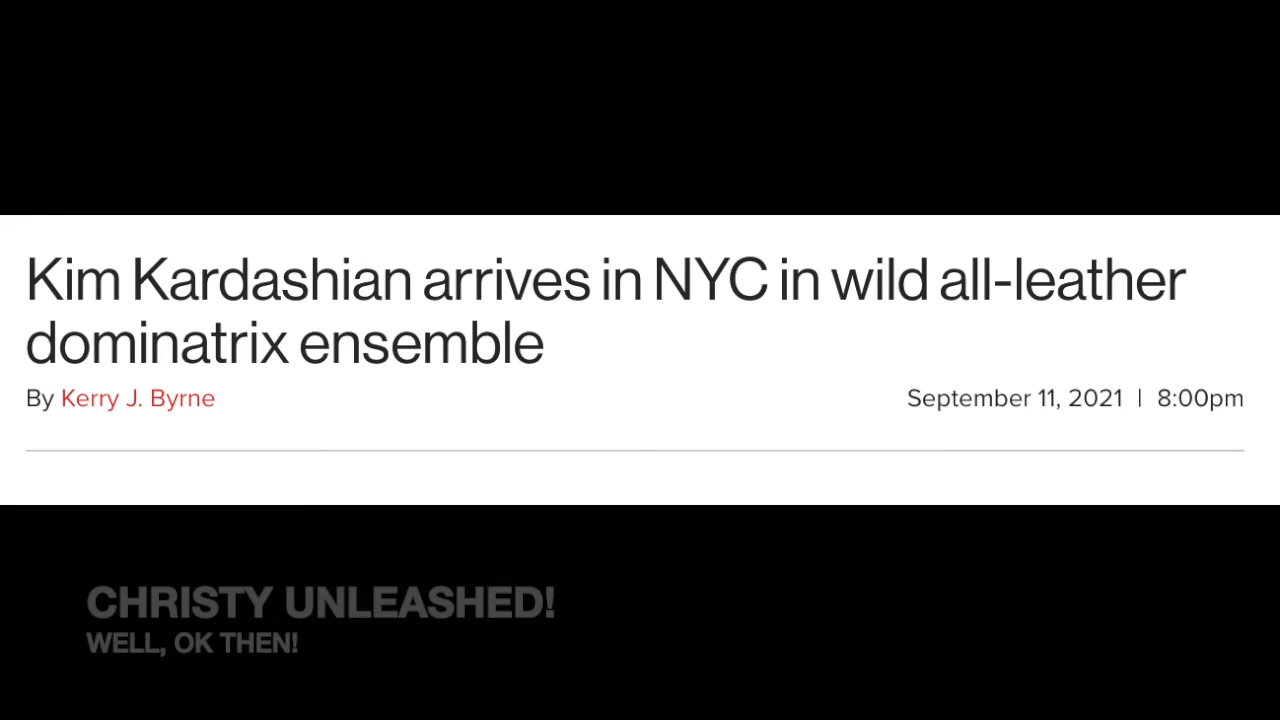 Kim Kardashian arrives in NYC in wild all-leather
dominatrix ensemble
By Kerry J. Byrne September 11, 2021 | 8:00pm
CHRISTY UNLEASHED!
WELL, OK THEN!